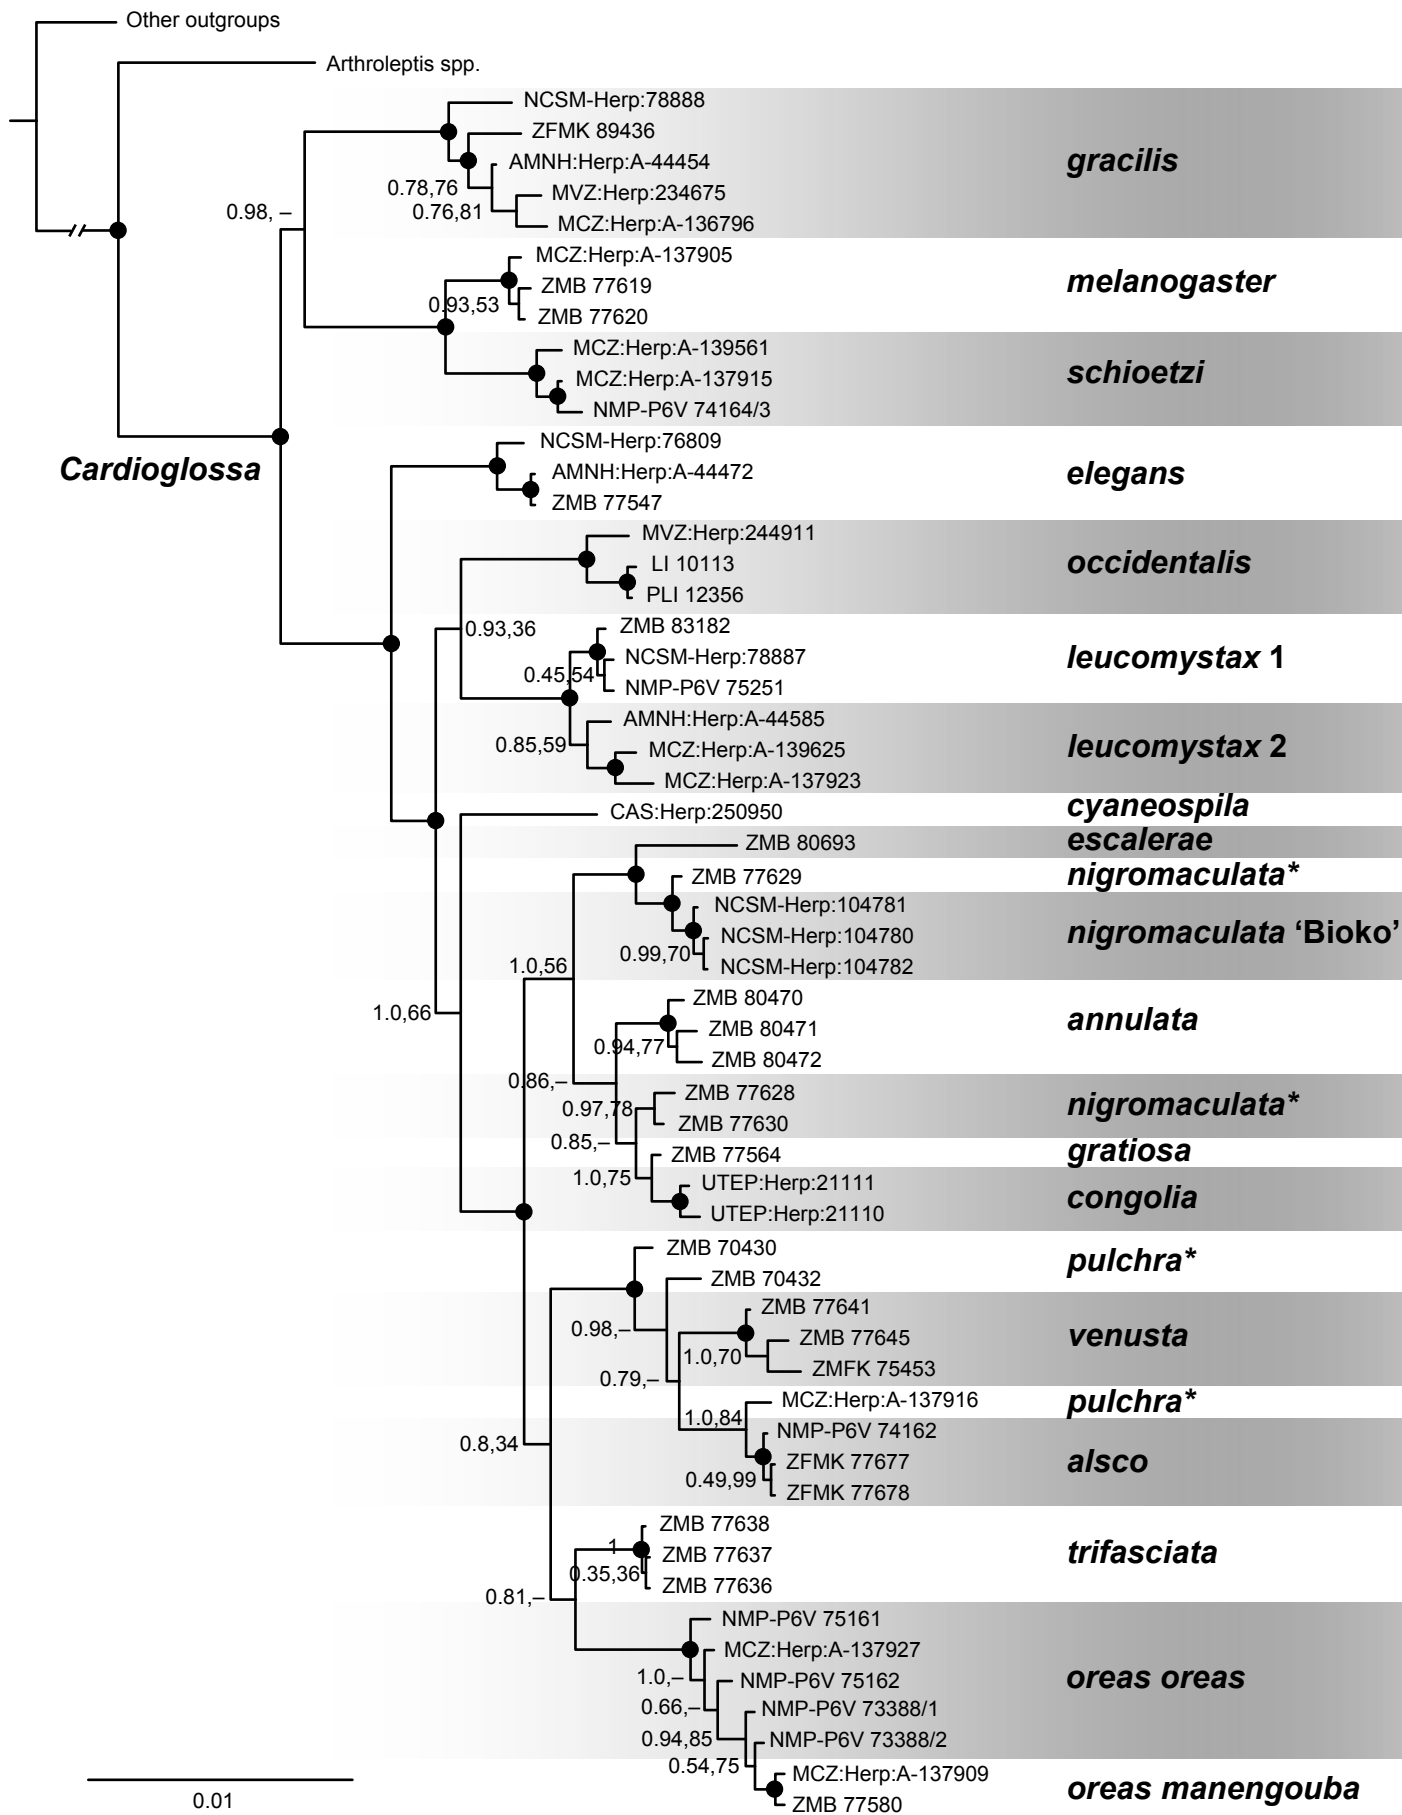 Other outgroups
Arthroleptis spp.
NCSM-Herp:78888
ZFMK 89436
AMNH:Herp:A-44454
gracilis
0.78,76
MVZ:Herp:234675
0.98, –
0.76,81
MCZ:Herp:A-136796
MCZ:Herp:A-137905
melanogaster
ZMB 77619
0.93,53
ZMB 77620
MCZ:Herp:A-139561
schioetzi
MCZ:Herp:A-137915
NMP-P6V 74164/3
NCSM-Herp:76809
Cardioglossa
AMNH:Herp:A-44472
elegans
ZMB 77547
MVZ:Herp:244911
LI 10113
occidentalis
PLI 12356
ZMB 83182
0.93,36
NCSM-Herp:78887
leucomystax 1
0.45,54
NMP-P6V 75251
AMNH:Herp:A-44585
0.85,59
MCZ:Herp:A-139625
leucomystax 2
MCZ:Herp:A-137923
CAS:Herp:250950
cyaneospila
ZMB 80693
escalerae
ZMB 77629
nigromaculata*
NCSM-Herp:104781
NCSM-Herp:104780
nigromaculata ‘Bioko’
0.99,70
NCSM-Herp:104782
1.0,56
ZMB 80470
1.0,66
annulata
ZMB 80471
0.94,77
ZMB 80472
0.86,–
ZMB 77628
nigromaculata*
0.97,78
ZMB 77630
0.85,–
ZMB 77564
gratiosa
1.0,75
UTEP:Herp:21111
congolia
UTEP:Herp:21110
ZMB 70430
pulchra*
ZMB 70432
ZMB 77641
0.98,–
ZMB 77645
venusta
1.0,70
ZMFK 75453
0.79,–
MCZ:Herp:A-137916
pulchra*
1.0,84
NMP-P6V 74162
0.8,34
ZFMK 77677
alsco
0.49,99
ZFMK 77678
ZMB 77638
1
ZMB 77637
trifasciata
0.35,36
ZMB 77636
0.81,–
NMP-P6V 75161
MCZ:Herp:A-137927
1.0,–
NMP-P6V 75162
oreas oreas
0.66,–
NMP-P6V 73388/1
0.94,85
NMP-P6V 73388/2
0.54,75
MCZ:Herp:A-137909
oreas manengouba
0.01
ZMB 77580